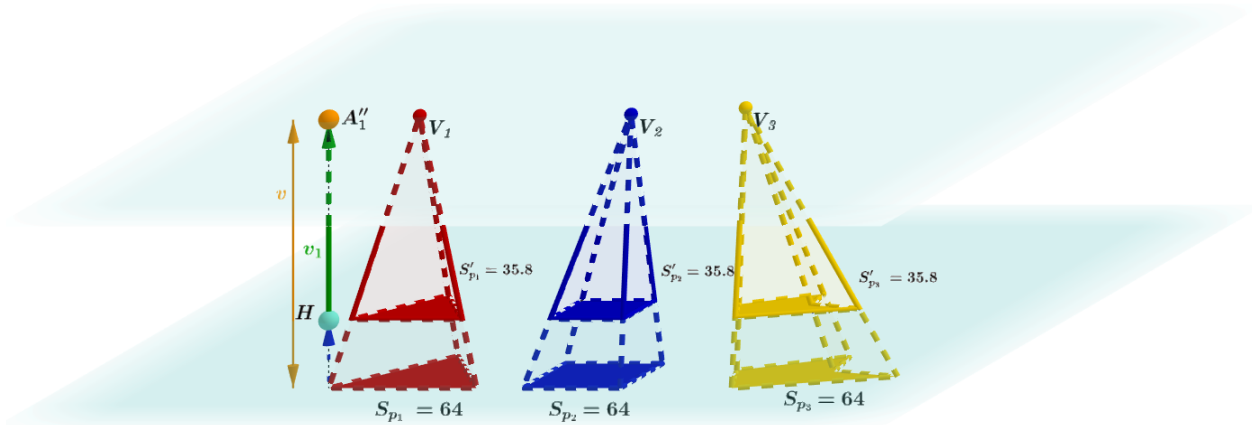 A″₁
V₁
V₂
V₃
v
v₁
H
S′ₚ₁ = 35.8
S′ₚ₂ = 35.8
S′ₚ₃ = 35.8
Sₚ₁ = 64
Sₚ₂ = 64
Sₚ₃ = 64